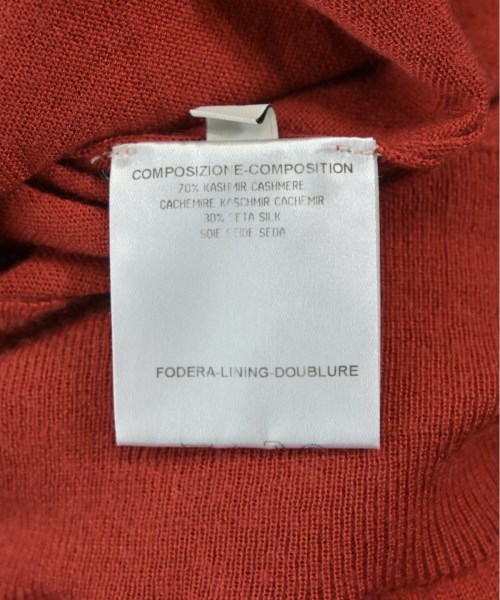 COMPOSIZIONE-COMPOSITION
70% KASHMIR CASHMERE
CACHEMIRE KASCHMIR CACHEMIR
30% SETA SILK
SOIE SEIDE SEDA
FODERA-LINING-DOUBLURE